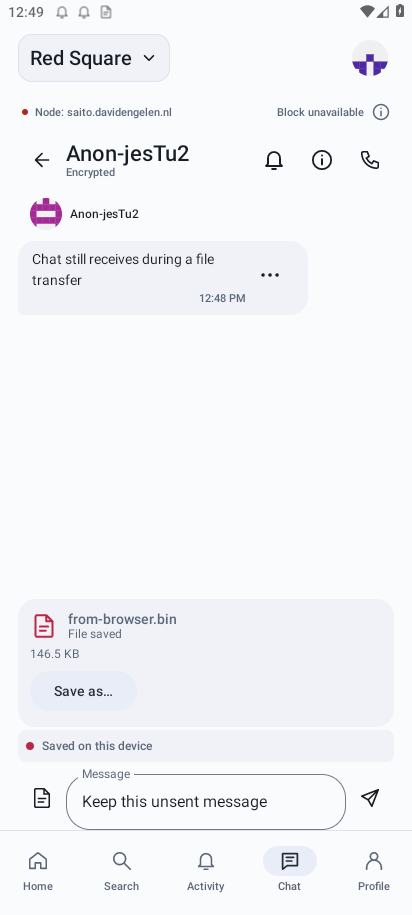 12:49
Red Square
Node: saito.davidengelen.nl
Block unavailable
Anon-jesTu2
Encrypted
Anon-jesTu2
Chat still receives during a file
transfer
12:48 PM
from-browser.bin
File saved
146.5 KB
Save as...
Saved on this device
Message
Keep this unsent message
Home
Search
Activity
Chat
Profile